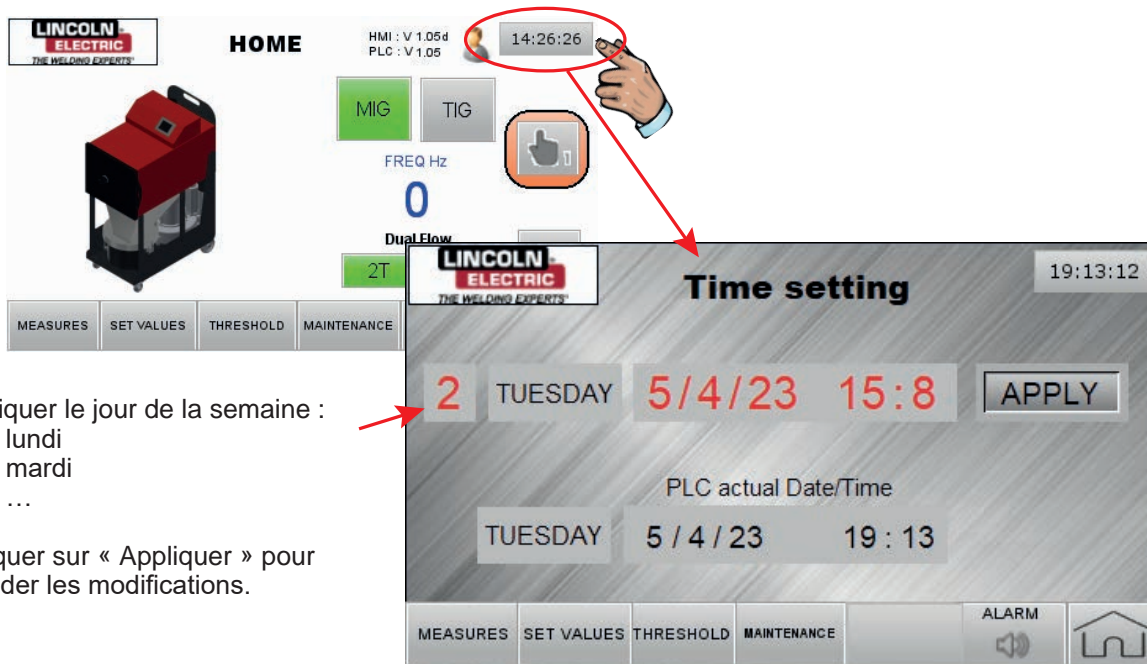 LINCOLN
ELECTRIC
THE WELDING EXPERTS
HOME
HMI : V 1.05d
PLC : V 1.05
14:26:26
MIG
TIG
FREQ Hz
0
Dual Flow
2T
MEASURES
SET VALUES
THRESHOLD
MAINTENANCE
LINCOLN
ELECTRIC
THE WELDING EXPERTS
Time setting
19:13:12
2
TUESDAY
5/4/23
15:8
APPLY
PLC actual Date/Time
TUESDAY
5 / 4 / 23
19 : 13
MEASURES
SET VALUES
THRESHOLD
MAINTENANCE
ALARM
iquer le jour de la semaine :
lundi
mardi
…
quer sur « Appliquer » pour
der les modifications.